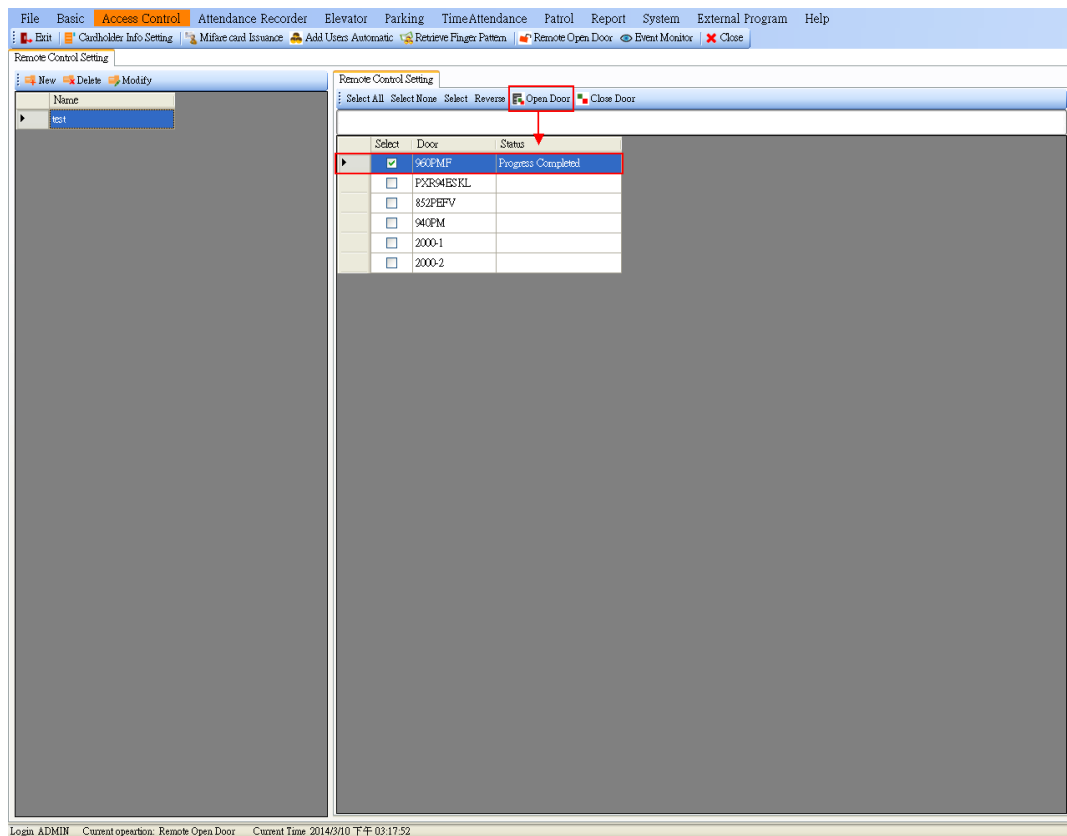 File Basic Access Control Attendance Recorder Elevator Parking TimeAttendance Patrol Report System External Program Help
Exit Cardholder Info Setting Mifare card Issuance Add Users Automatic Retrieve Finger Pattern Remote Open Door Event Monitor Close
Remote Control Setting
New Delete Modify
Name
test
Remote Control Setting
Select All Select None Select Reverse Open Door Close Door
Select Door Status
960PMF Progress Completed
PXR94ESKL
852PEFV
940PM
2000-1
2000-2
Login ADMIN Current opeartion: Remote Open Door Current Time 2014/3/10 下午 03:17:52